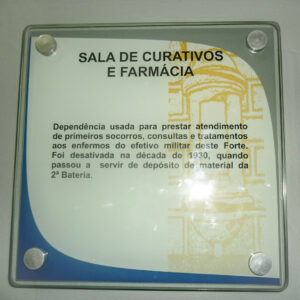 SALA DE CURATIVOS
E FARMÁCIA
Dependência usada para prestar atendimento
de primeiros socorros, consultas e tratamentos
aos enfermos do efetivo militar deste Forte.
Foi desativada na década de 1930, quando
passou a servir de depósito de material da
2ª Bateria.